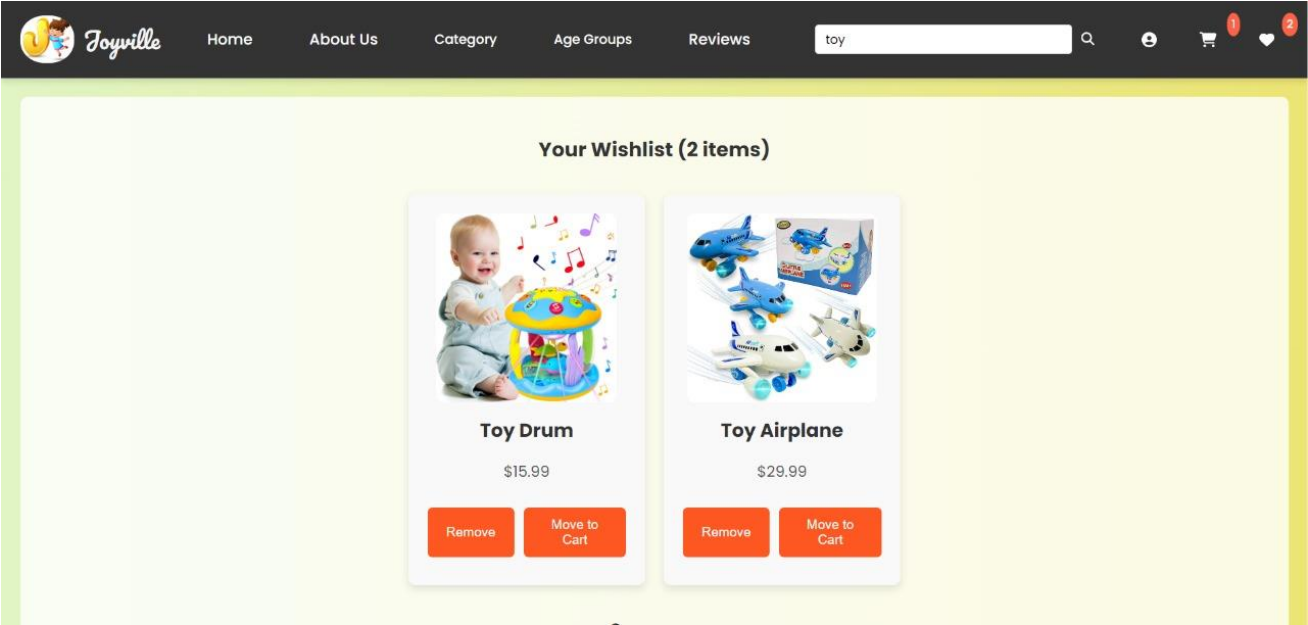 Joyville Home About Us Category Age Groups Reviews toy 1 2
Your Wishlist (2 items)
Toy Drum
$15.99
Remove
Move to
Cart
Toy Airplane
$29.99
Remove
Move to
Cart